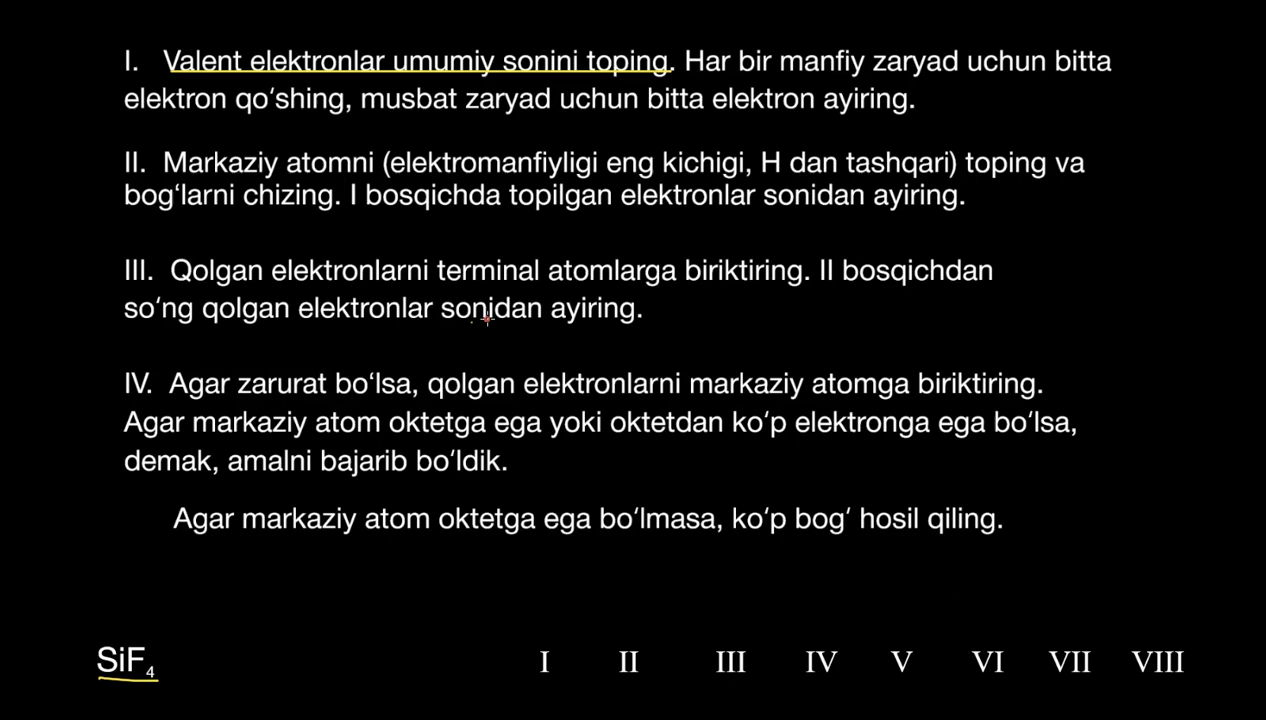 I. Valent elektronlar umumiy sonini toping. Har bir manfiy zaryad uchun bitta
elektron qo‘shing, musbat zaryad uchun bitta elektron ayiring.
II. Markaziy atomni (elektromanfiyligi eng kichigi, H dan tashqari) toping va
bog‘larni chizing. I bosqichda topilgan elektronlar sonidan ayiring.
III. Qolgan elektronlarni terminal atomlarga biriktiring. II bosqichdan
so‘ng qolgan elektronlar sonidan ayiring.
IV. Agar zarurat bo‘lsa, qolgan elektronlarni markaziy atomga biriktiring.
Agar markaziy atom oktetga ega yoki oktetdan ko‘p elektronga ega bo‘lsa,
demak, amalni bajarib bo‘ldik.
Agar markaziy atom oktetga ega bo‘lmasa, ko‘p bog‘ hosil qiling.
SiF₄ I II III IV V VI VII VIII